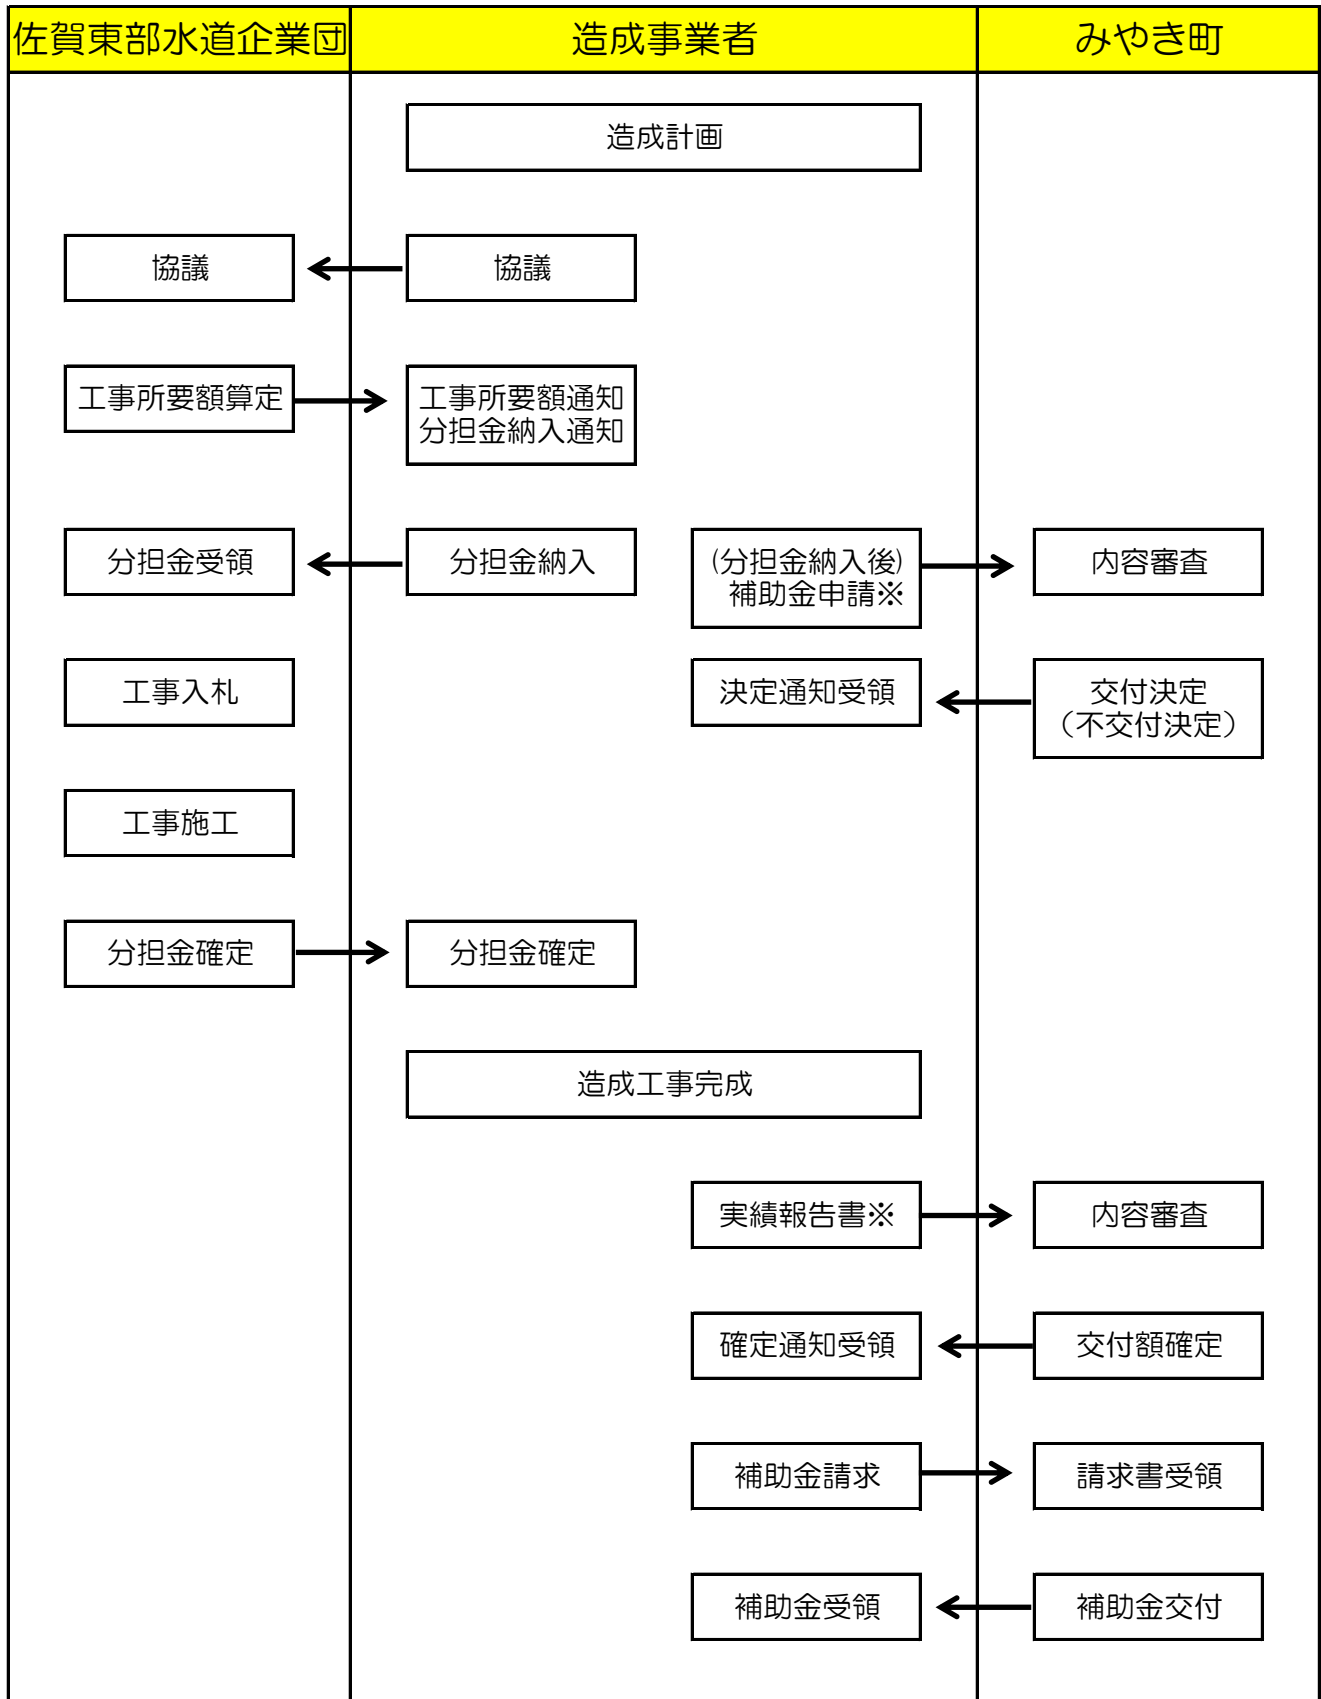 佐賀東部水道企業団
造成事業者
みやき町
造成計画
協議
協議
工事所要額算定
工事所要額通知
分担金納入通知
分担金受領
分担金納入
(分担金納入後)
補助金申請※
内容審査
工事入札
決定通知受領
交付決定
（不交付決定）
工事施工
分担金確定
分担金確定
造成工事完成
実績報告書※
内容審査
確定通知受領
交付額確定
補助金請求
請求書受領
補助金受領
補助金交付